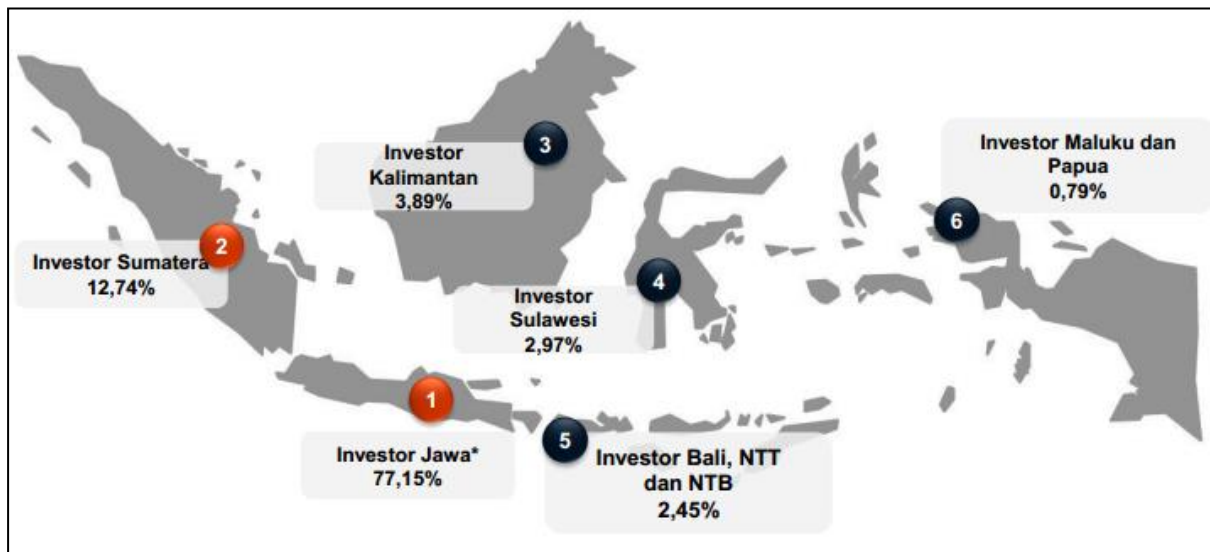 3
Investor
Kalimantan
3,89%
Investor Maluku dan
Papua
0,79%
6
2
Investor Sumatera
12,74%
4
Investor
Sulawesi
2,97%
1
Investor Jawa*
77,15%
5
Investor Bali, NTT
dan NTB
2,45%